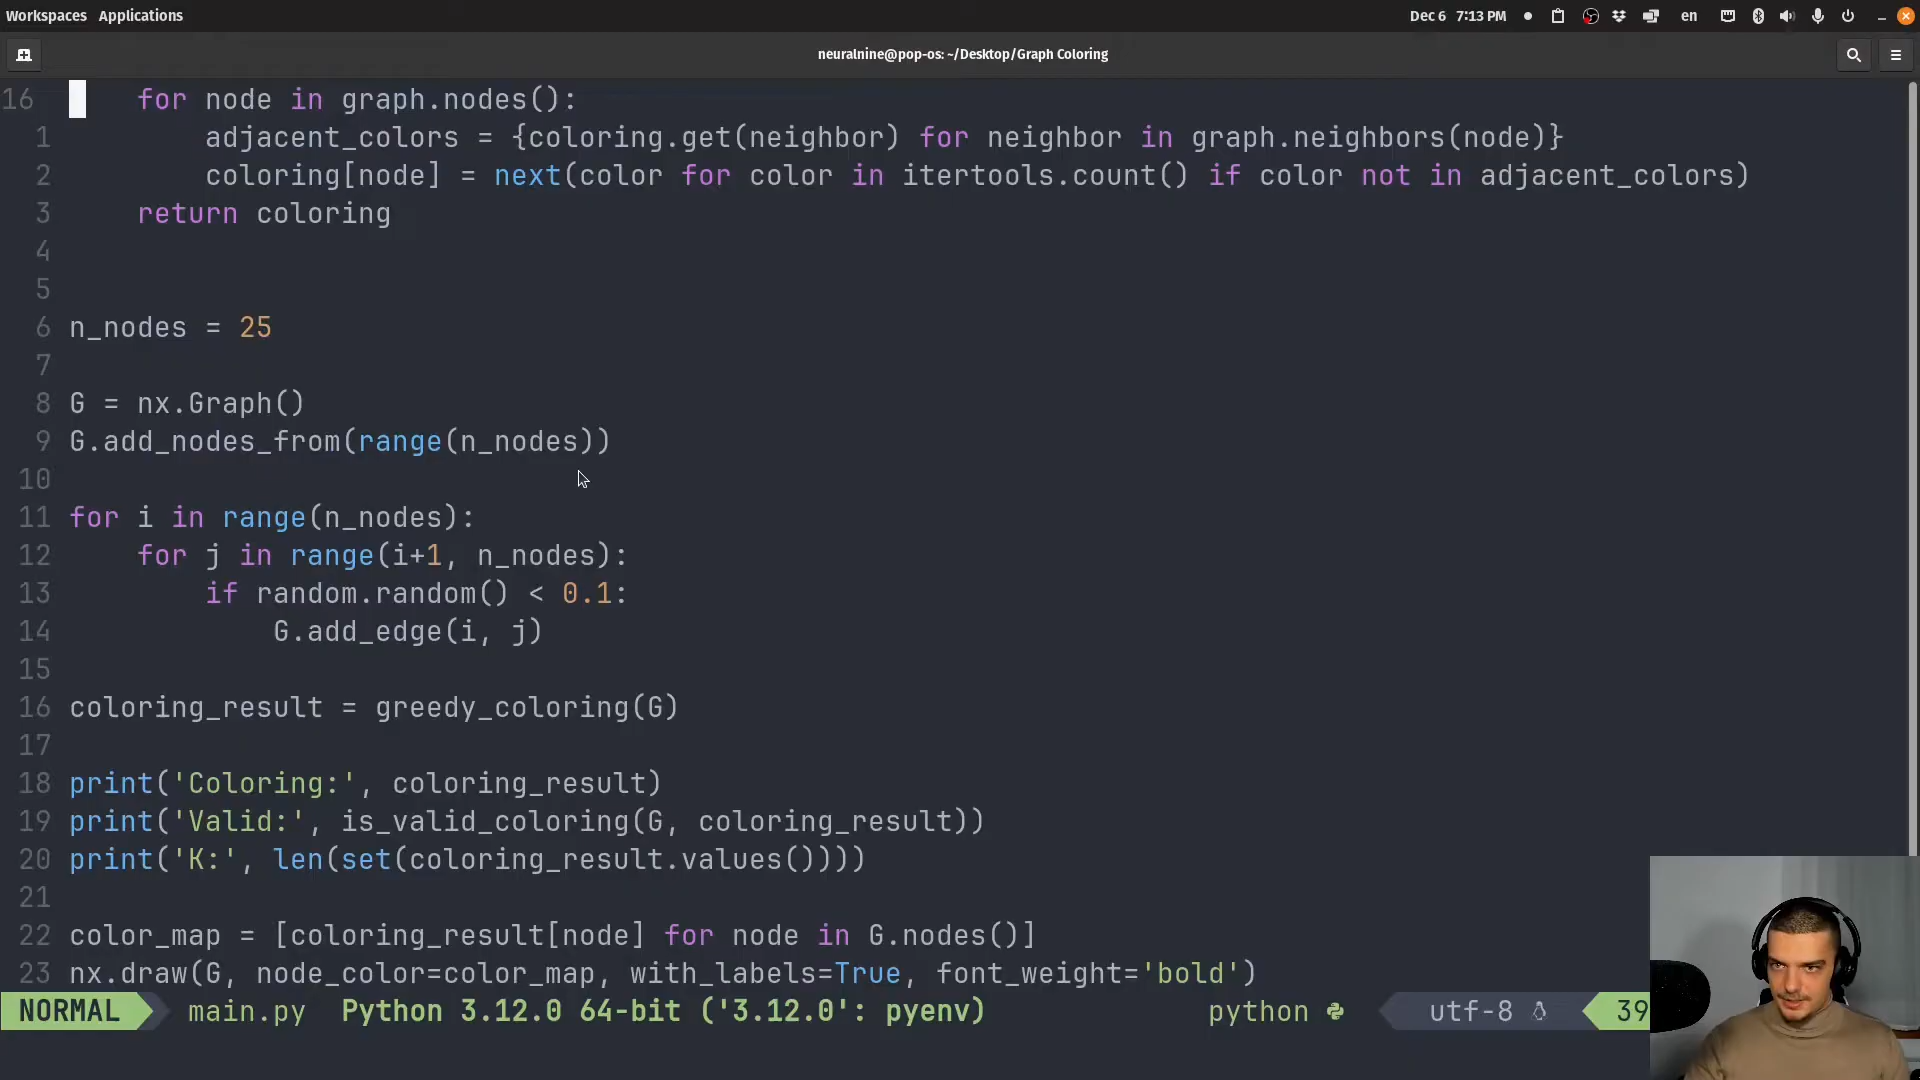 Workspaces Applications Dec 6 7:13 PM en
neuralnine@pop-os: ~/Desktop/Graph Coloring
16     for node in graph.nodes():
1         adjacent_colors = {coloring.get(neighbor) for neighbor in graph.neighbors(node)}
2         coloring[node] = next(color for color in itertools.count() if color not in adjacent_colors)
3     return coloring
4
5
6 n_nodes = 25
7
8 G = nx.Graph()
9 G.add_nodes_from(range(n_nodes))
10
11 for i in range(n_nodes):
12     for j in range(i+1, n_nodes):
13         if random.random() < 0.1:
14             G.add_edge(i, j)
15
16 coloring_result = greedy_coloring(G)
17
18 print('Coloring:', coloring_result)
19 print('Valid:', is_valid_coloring(G, coloring_result))
20 print('K:', len(set(coloring_result.values())))
21
22 color_map = [coloring_result[node] for node in G.nodes()]
23 nx.draw(G, node_color=color_map, with_labels=True, font_weight='bold')
NORMAL main.py Python 3.12.0 64-bit ('3.12.0': pyenv) python utf-8 39